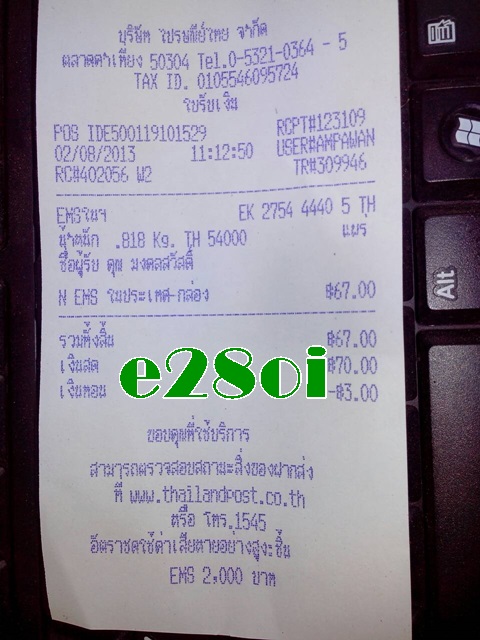 บริษัท ไปรษณีย์ไทย จำกัด
ตลาดคำเที่ยง 50304 Tel.0-5321-0364 - 5
TAX ID. 0105546095724
ใบรับเงิน
POS IDE500119101529 RCPT#123109
02/08/2013 11:12:50 USER#AMPAWAN
RC#402056 W2 TR#309946
EMSในฯ EK 2754 4440 5 TH
น้ำหนัก .818 Kg. TH 54000 แพร่
ชื่อผู้รับ คุณ มงคลสวัสดิ์
N EMS ในประเทศ-กล่อง ฿67.00
รวมทั้งสิ้น ฿67.00
เงินสด ฿70.00
เงินทอน -฿3.00
e28oi
ขอบคุณที่ใช้บริการ
สามารถตรวจสอบสถานะสิ่งของฝากส่ง
ที่ www.thailandpost.co.th
หรือ โทร.1545
อัตราชดใช้ค่าเสียหายอย่างสูงชิ้น
EMS 2,000 บาท
Alt